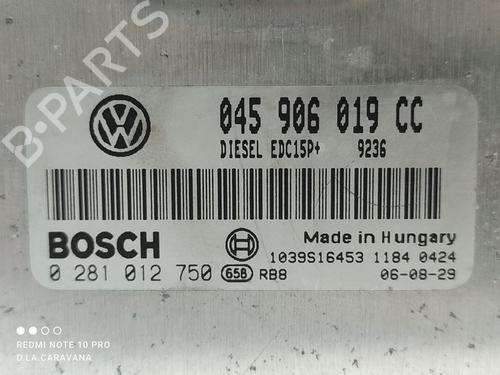 B-PARTS
045 906 019 CC
DIESEL EDC15P+ 9236
BOSCH
Made in Hungary
1039S16453 1184 0424
0 281 012 750 658 RB8 06-08-29
REDMI NOTE 10 PRO
D.LA.CARAVANA